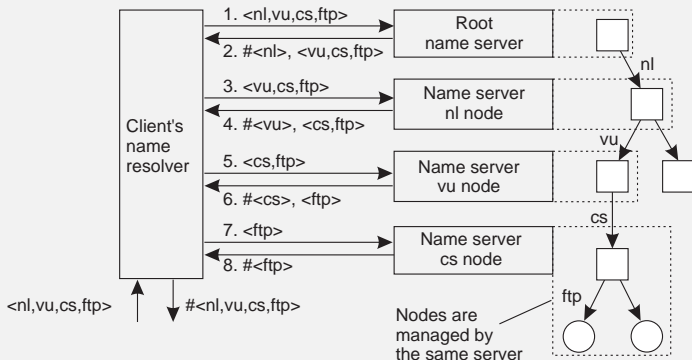 1. <nl,vu,cs,ftp>
2. #<nl>, <vu,cs,ftp>
Root
name server
nl
3. <vu,cs,ftp>
4. #<vu>, <cs,ftp>
Name server
nl node
vu
Client's
name
resolver
5. <cs,ftp>
6. #<cs>, <ftp>
Name server
vu node
cs
7. <ftp>
8. #<ftp>
Name server
cs node
ftp
<nl,vu,cs,ftp>
#<nl,vu,cs,ftp>
Nodes are
managed by
the same server